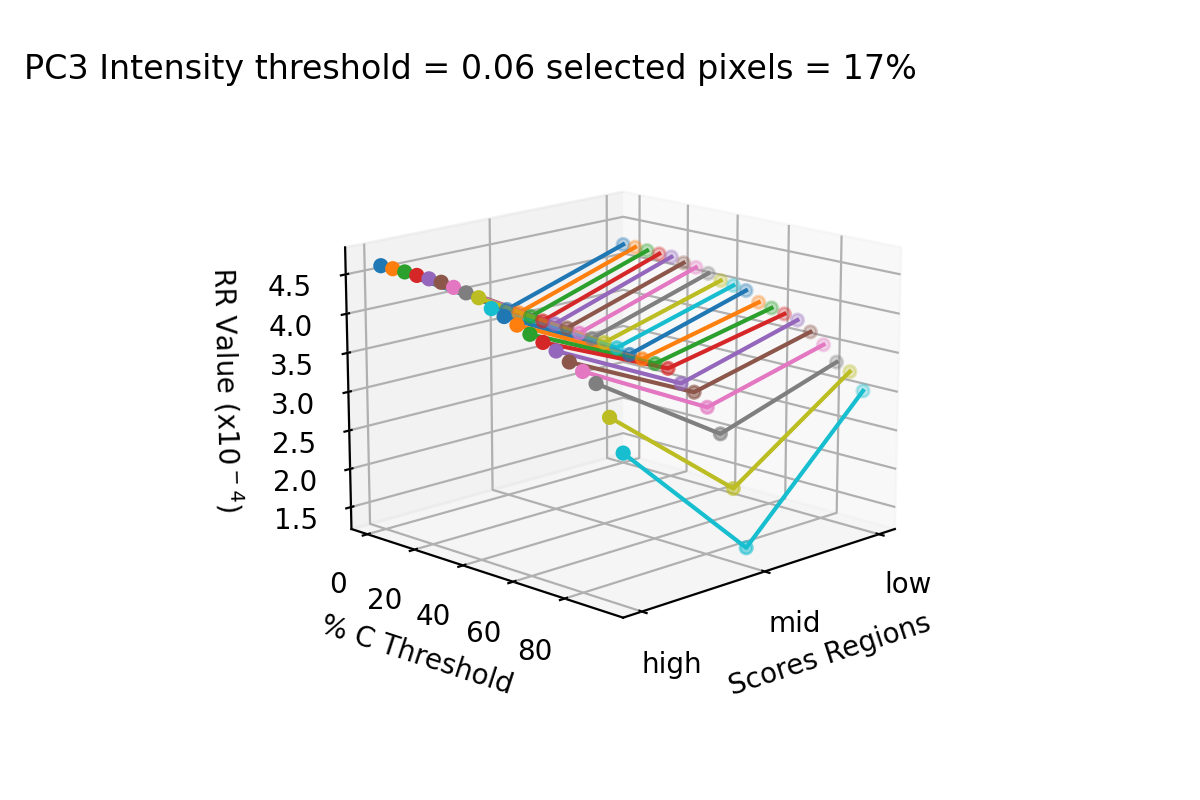 PC3 Intensity threshold = 0.06 selected pixels = 17%
RR Value (x10⁻⁴)
4.5
4.0
3.5
3.0
2.5
2.0
1.5
0
20
40
60
80
% C Threshold
high
mid
low
Scores Regions